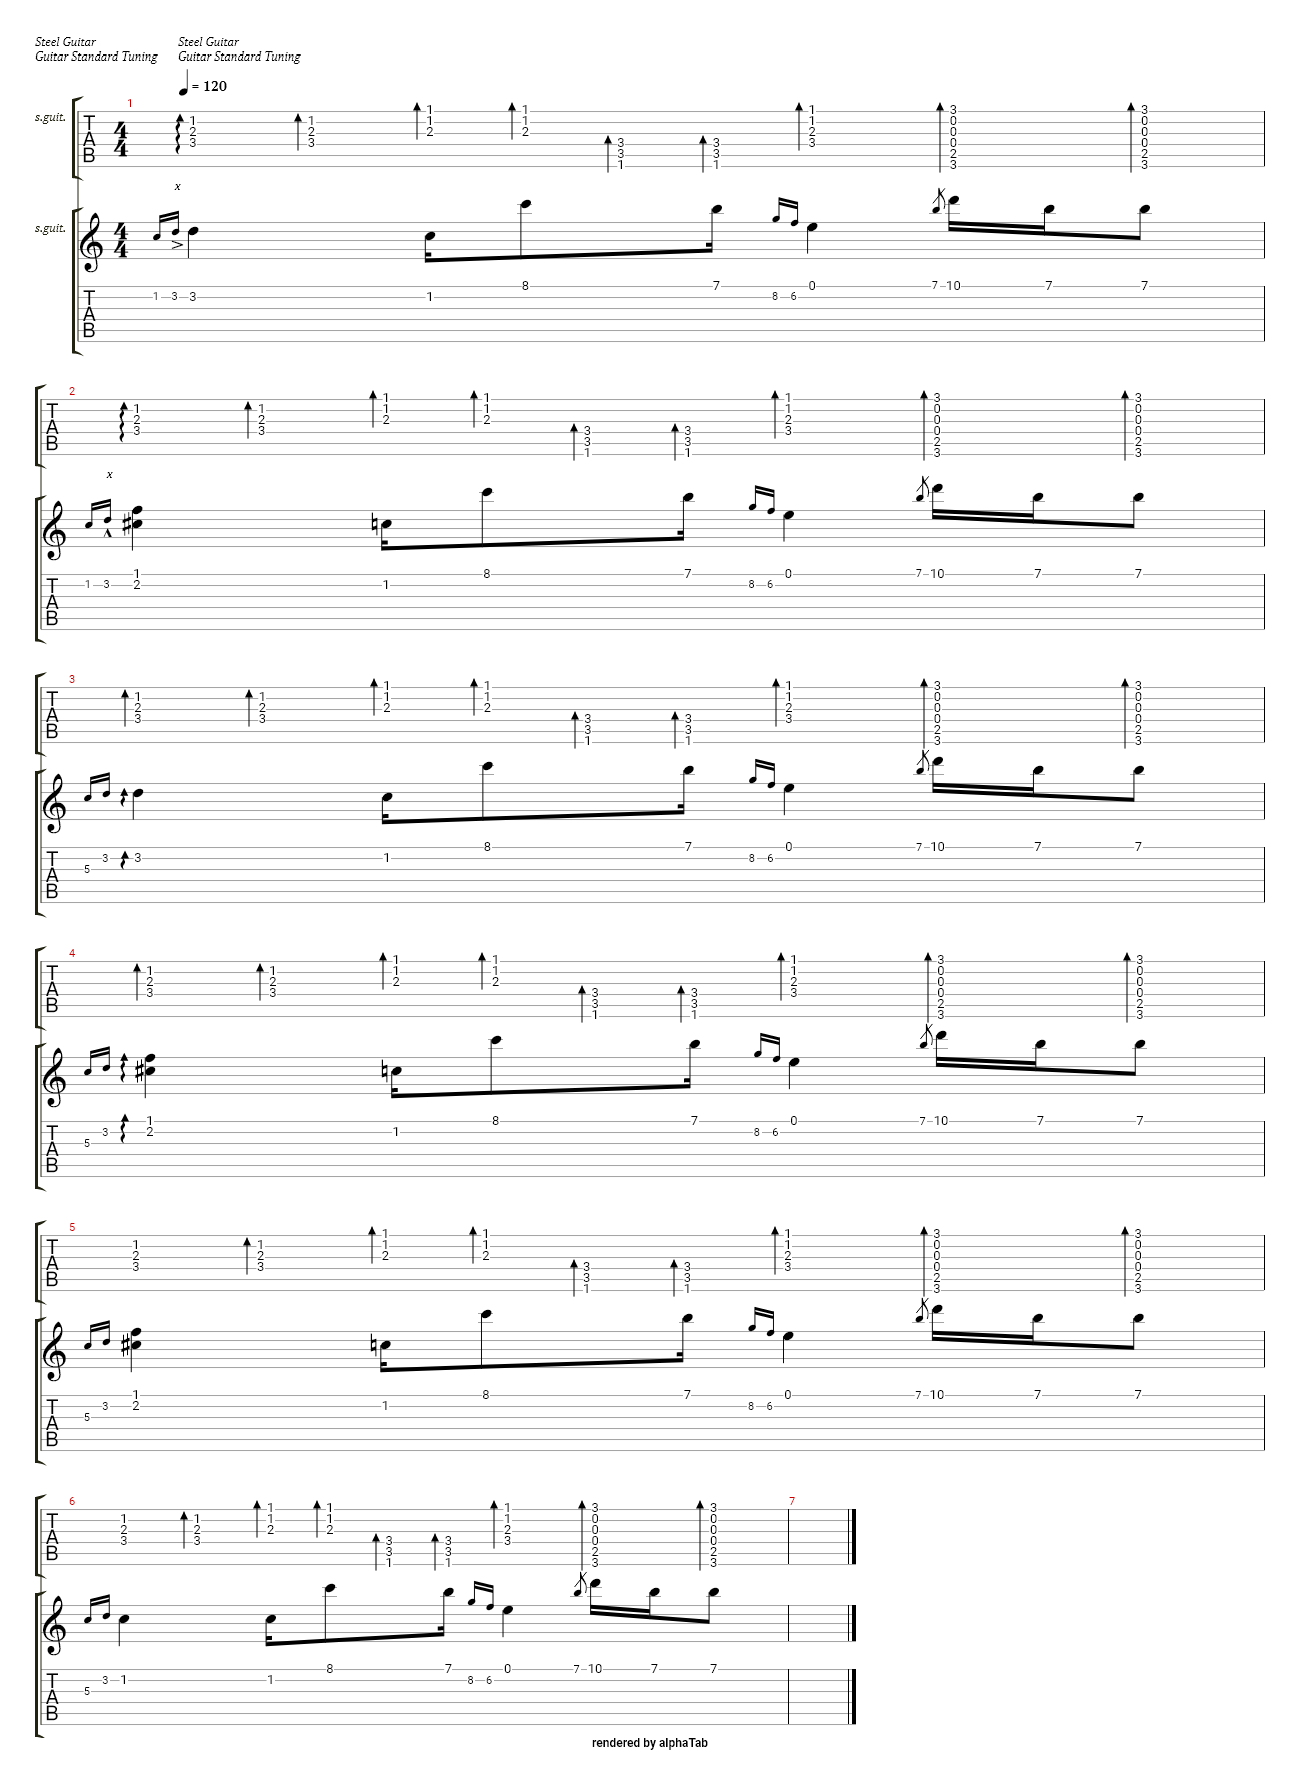 Steel Guitar Steel Guitar
Guitar Standard Tuning Guitar Standard Tuning
= 120
1
s.guit. T A B 4 4
1 1 1 1 1 3 3
1 1 1 1 1 0 0
2 2 2 2 2 0 0
3 3 3 3 3 0 0
3 3 2 2
1 1 3 3
x
s.guit. 4 4
8 7 0 7 10 7 7
1 3 3 1 8 6
2
T A B
1 1 1 3 3
1 1 1 1 1 0 0
2 2 2 2 2 0 0
3 3 3 3 3 0 0
3 3 2 2
1 1 3 3
x
1 8 7 0 7 10 7 7
1 3 2 1 8 6
3
T A B
1 1 1 3 3
1 1 1 1 1 0 0
2 2 2 2 2 0 0
3 3 3 3 3 0 0
3 3 2 2
1 1 3 3
8 7 0 7 10 7 7
3 3 1 8 6
5
4
T A B
1 1 1 3 3
1 1 1 1 1 0 0
2 2 2 2 2 0 0
3 3 3 3 3 0 0
3 3 2 2
1 1 3 3
1 8 7 0 7 10 7 7
3 2 1 8 6
5
5
T A B
1 1 1 3 3
1 1 1 1 1 0 0
2 2 2 2 2 0 0
3 3 3 3 3 0 0
3 3 2 2
1 1 3 3
1 8 7 0 7 10 7 7
3 2 1 8 6
5
6 7
T A B
1 1 1 3 3
1 1 1 1 1 0 0
2 2 2 2 2 0 0
3 3 3 3 3 0 0
3 3 2 2
1 1 3 3
8 7 0 7 10 7 7
3 1 1 8 6
5
rendered by alphaTab